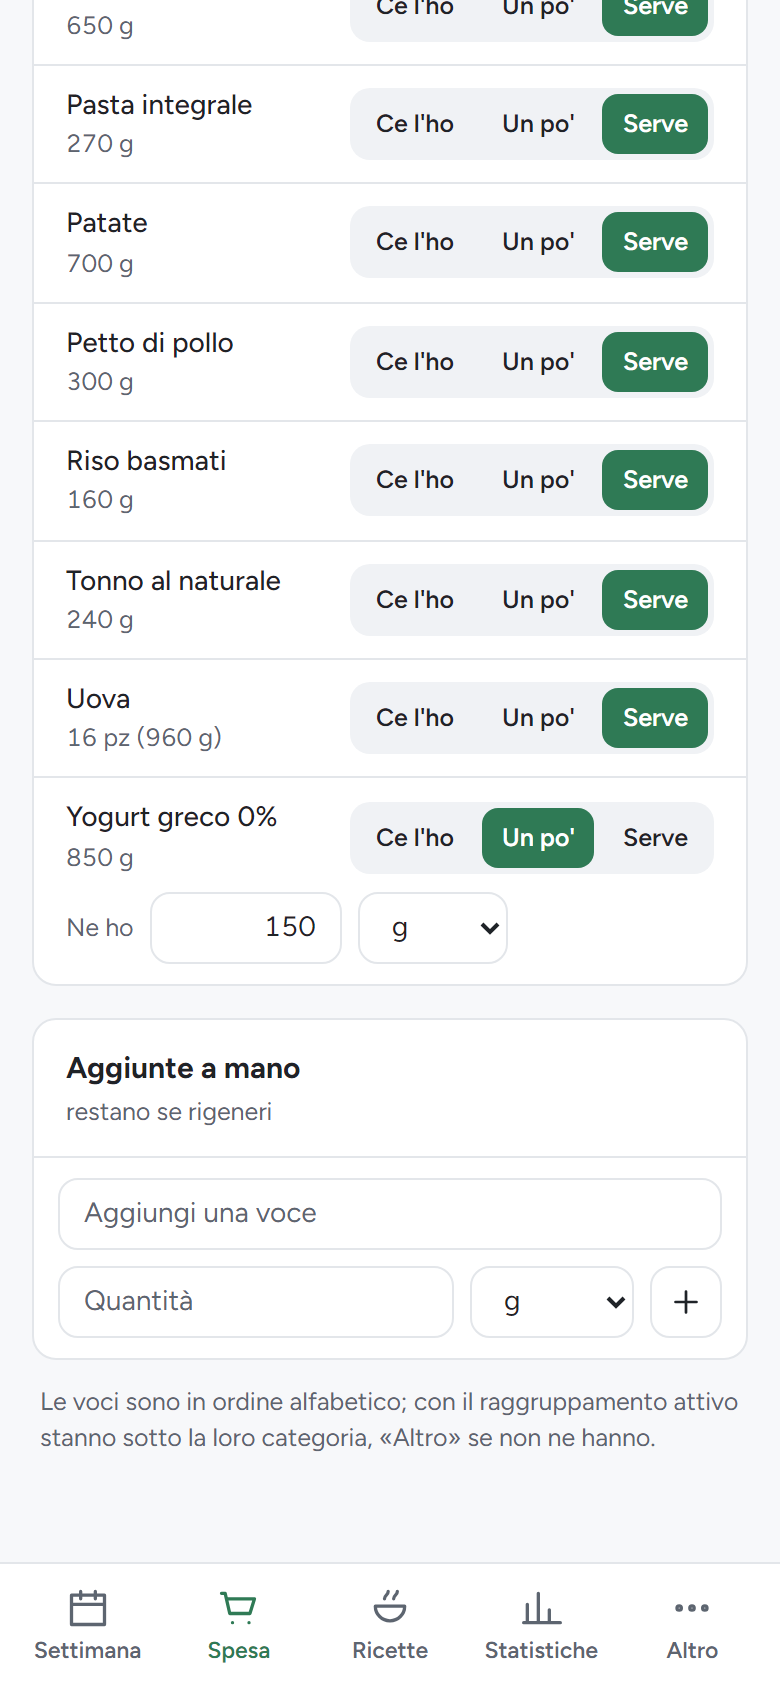 650 g
Ce l'ho Un po' Serve
Pasta integrale
270 g
Ce l'ho Un po' Serve
Patate
700 g
Ce l'ho Un po' Serve
Petto di pollo
300 g
Ce l'ho Un po' Serve
Riso basmati
160 g
Ce l'ho Un po' Serve
Tonno al naturale
240 g
Ce l'ho Un po' Serve
Uova
16 pz (960 g)
Ce l'ho Un po' Serve
Yogurt greco 0%
850 g
Ce l'ho Un po' Serve
Ne ho 150 g
Aggiunte a mano
restano se rigeneri
Aggiungi una voce
Quantità g
Le voci sono in ordine alfabetico; con il raggruppamento attivo
stanno sotto la loro categoria, «Altro» se non ne hanno.
Settimana Spesa Ricette Statistiche Altro